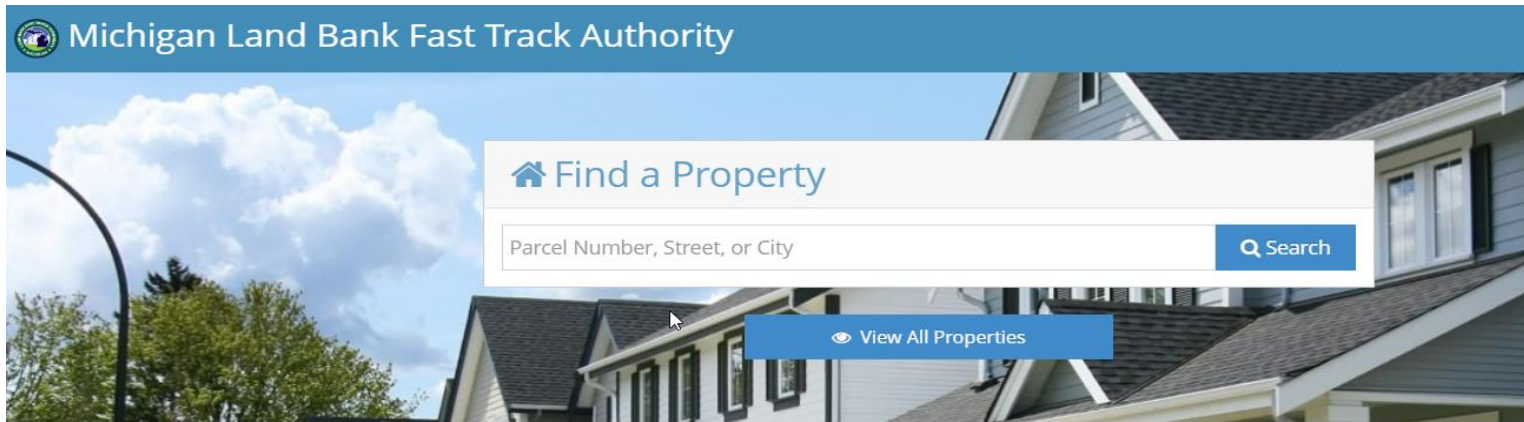 Michigan Land Bank Fast Track Authority
Find a Property
Parcel Number, Street, or City
Search
View All Properties